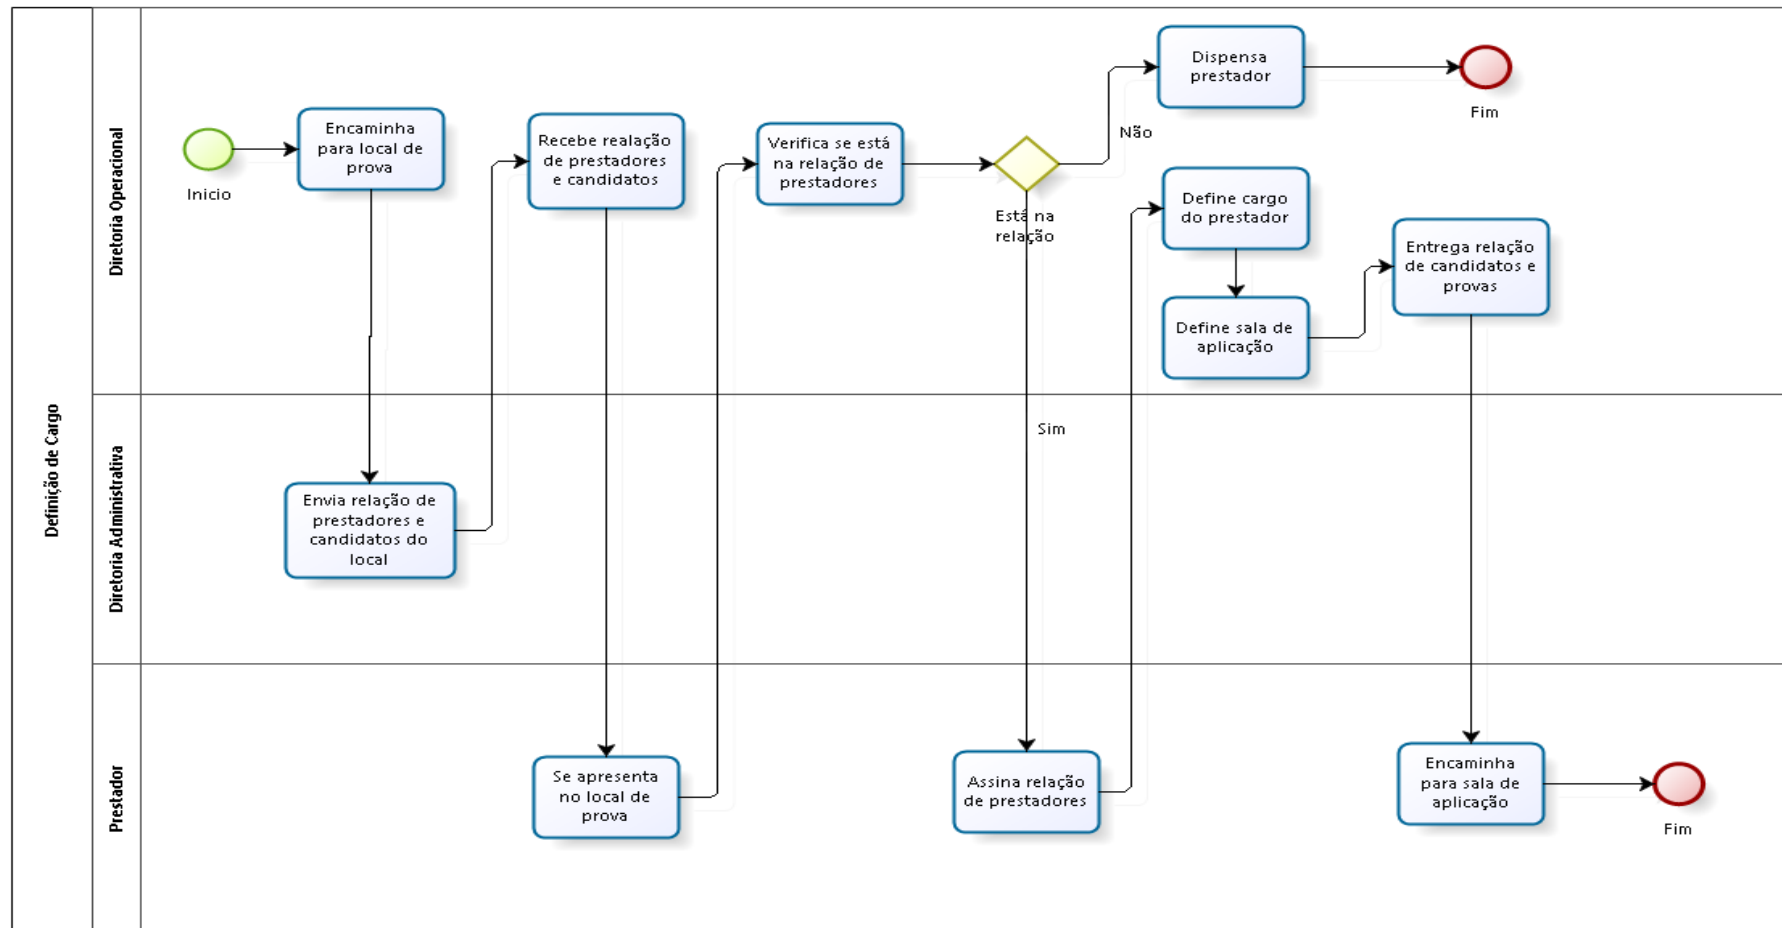 Definição de Cargo
Diretoria Operacional
Inicio
Encaminha
para local de
prova
Recebe realação
de prestadores
e candidatos
Verifica se está
na relação de
prestadores
Está na
relação
Não
Dispensa
prestador
Fim
Define cargo
do prestador
Define sala de
aplicação
Entrega relação
de candidatos e
provas
Diretoria Administrativa
Envia relação de
prestadores e
candidatos do
local
Sim
Prestador
Se apresenta
no local de
prova
Assina relação
de prestadores
Encaminha
para sala de
aplicação
Fim